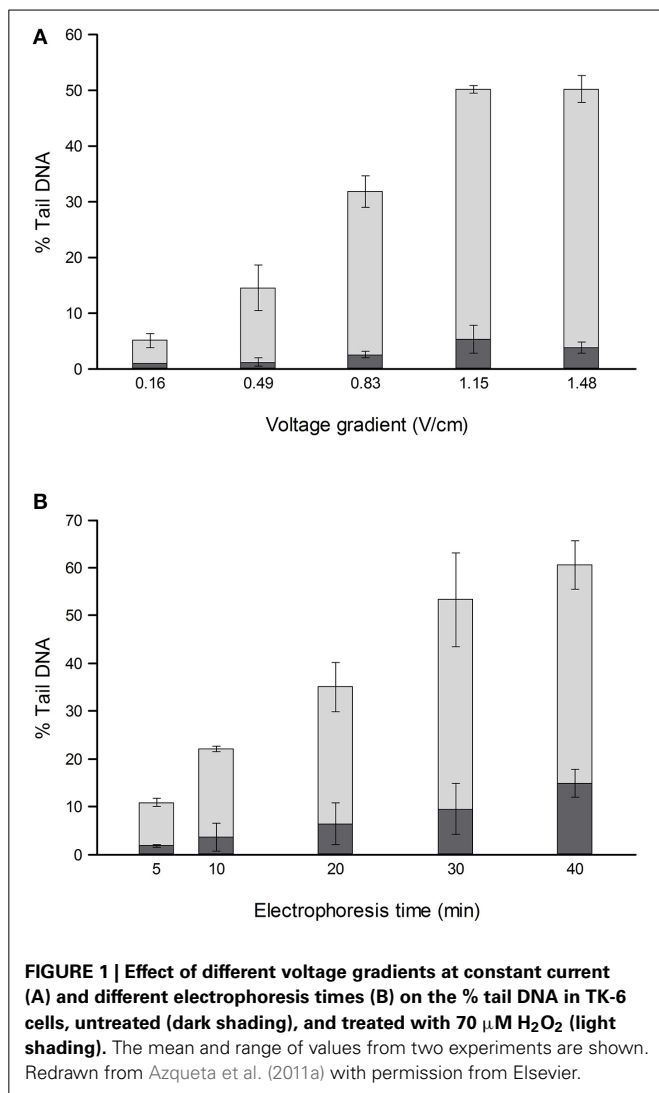 A
60
50
40
30
20
10
0
% Tail DNA
0.16 0.49 0.83 1.15 1.48
Voltage gradient (V/cm)
B
70
60
50
40
30
20
10
0
% Tail DNA
5 10 20 30 40
Electrophoresis time (min)
FIGURE 1 | Effect of different voltage gradients at constant current
(A) and different electrophoresis times (B) on the % tail DNA in TK-6
cells, untreated (dark shading), and treated with 70 μM H₂O₂ (light
shading). The mean and range of values from two experiments are shown.
Redrawn from Azqueta et al. (2011a) with permission from Elsevier.